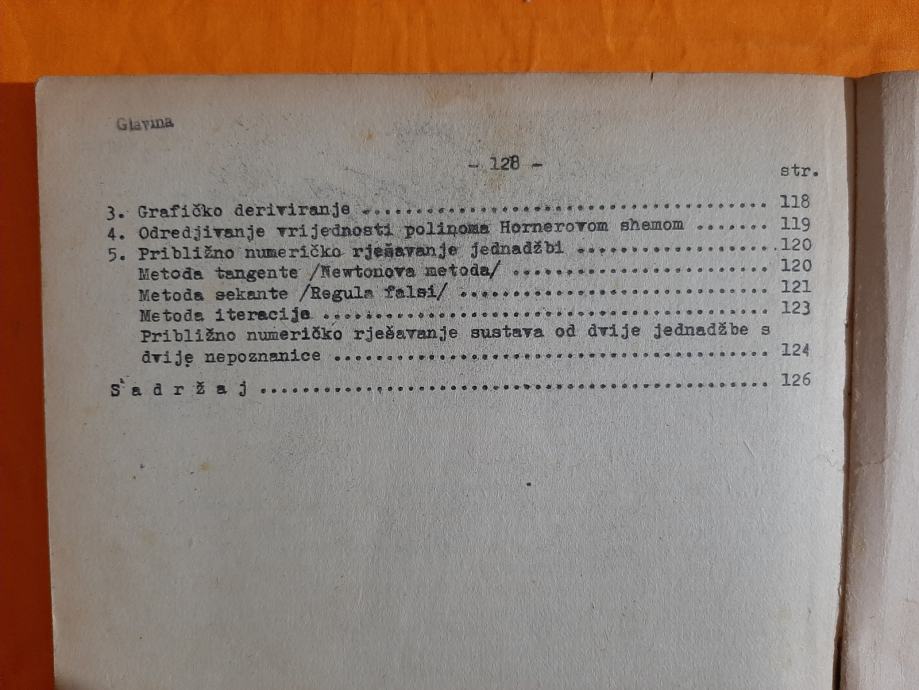 Glavina
- 128 -
str.
3. Grafičko deriviranje ...................................... 118
4. Odredjivanje vrijednosti polinoma Hornerovom shemom ....... 119
5. Približno numeričko rješavanje jednadžbi ................... 120
Metoda tangente /Newtonova metoda/ ........................ 120
Metoda sekante /Regula falsi/ ............................. 121
Metoda iteracije .......................................... 123
Približno numeričko rješavanje sustava od dvije jednadžbe s
dvije nepoznanice ......................................... 124
S a d r ž a j ................................................ 126